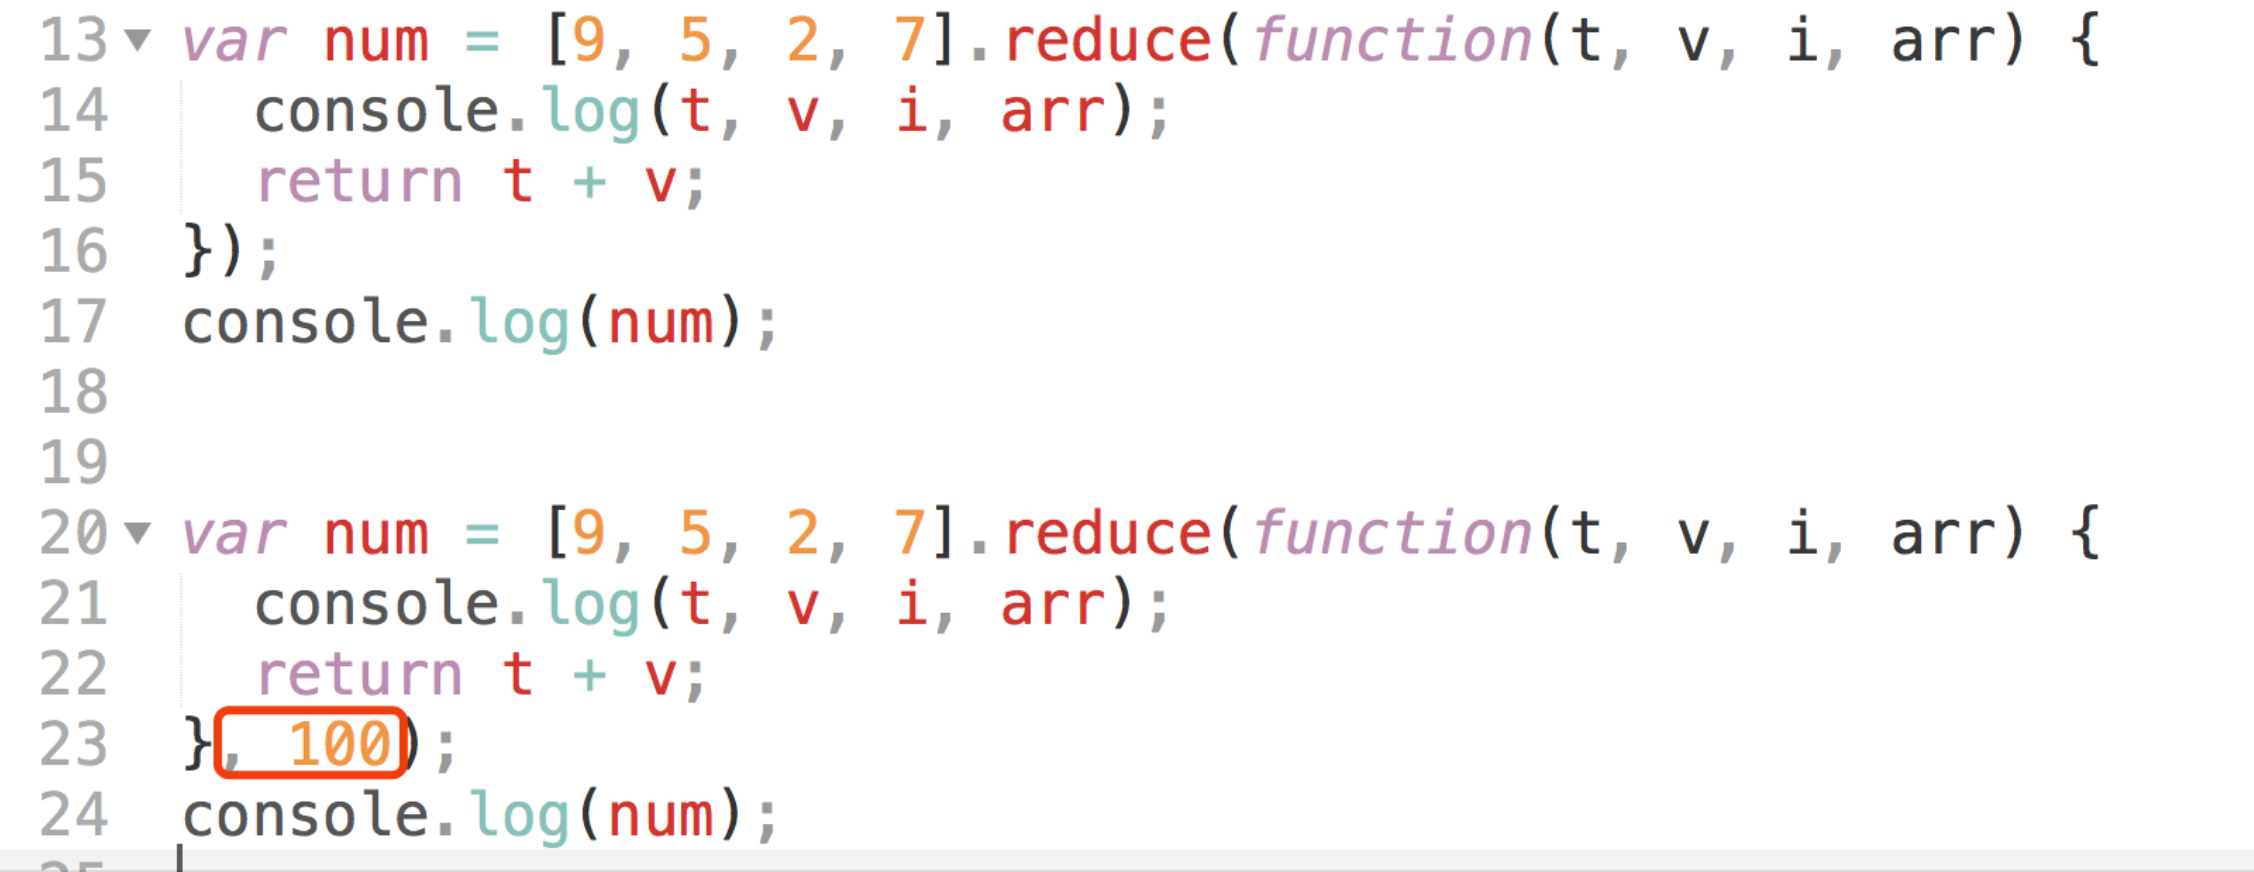 13 var num = [9, 5, 2, 7].reduce(function(t, v, i, arr) {
14 console.log(t, v, i, arr);
15 return t + v;
16 });
17 console.log(num);
18
19
20 var num = [9, 5, 2, 7].reduce(function(t, v, i, arr) {
21 console.log(t, v, i, arr);
22 return t + v;
23 }, 100);
24 console.log(num);
25